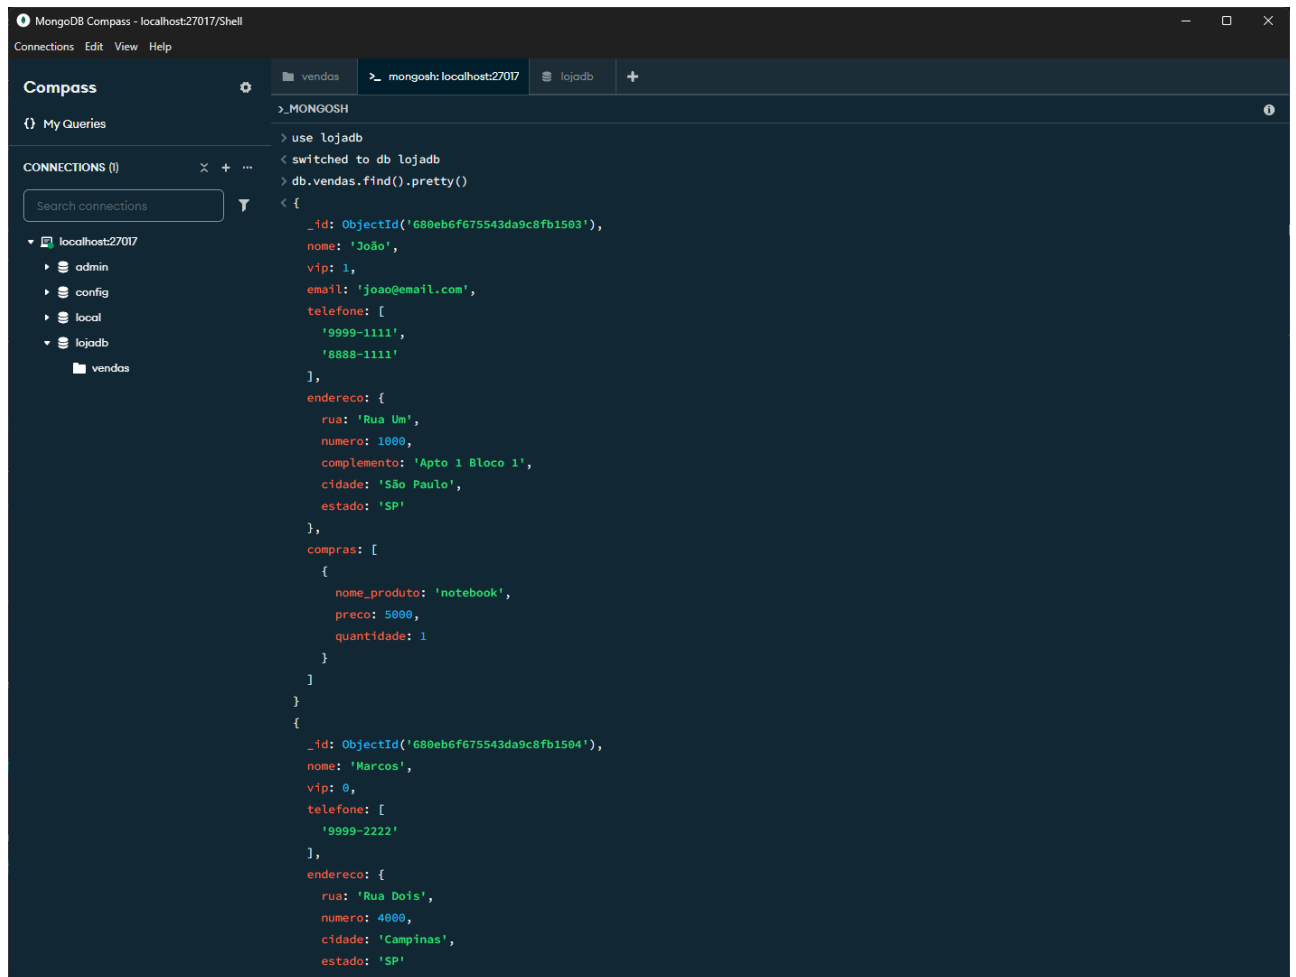 MongoDB Compass - localhost:27017/Shell
Connections Edit View Help
Compass
{} My Queries
CONNECTIONS (1)
Search connections
localhost:27017
admin
config
local
lojadb
vendas
vendas
>_ mongosh: localhost:27017
lojadb
>_MONGOSH
> use lojadb
< switched to db lojadb
> db.vendas.find().pretty()
< {
_id: ObjectId('680eb6f675543da9c8fb1503'),
nome: 'João',
vip: 1,
email: 'joao@email.com',
telefone: [
'9999-1111',
'8888-1111'
],
endereco: {
rua: 'Rua Um',
numero: 1000,
complemento: 'Apto 1 Bloco 1',
cidade: 'São Paulo',
estado: 'SP'
},
compras: [
{
nome_produto: 'notebook',
preco: 5000,
quantidade: 1
}
]
}
{
_id: ObjectId('680eb6f675543da9c8fb1504'),
nome: 'Marcos',
vip: 0,
telefone: [
'9999-2222'
],
endereco: {
rua: 'Rua Dois',
numero: 4000,
cidade: 'Campinas',
estado: 'SP'